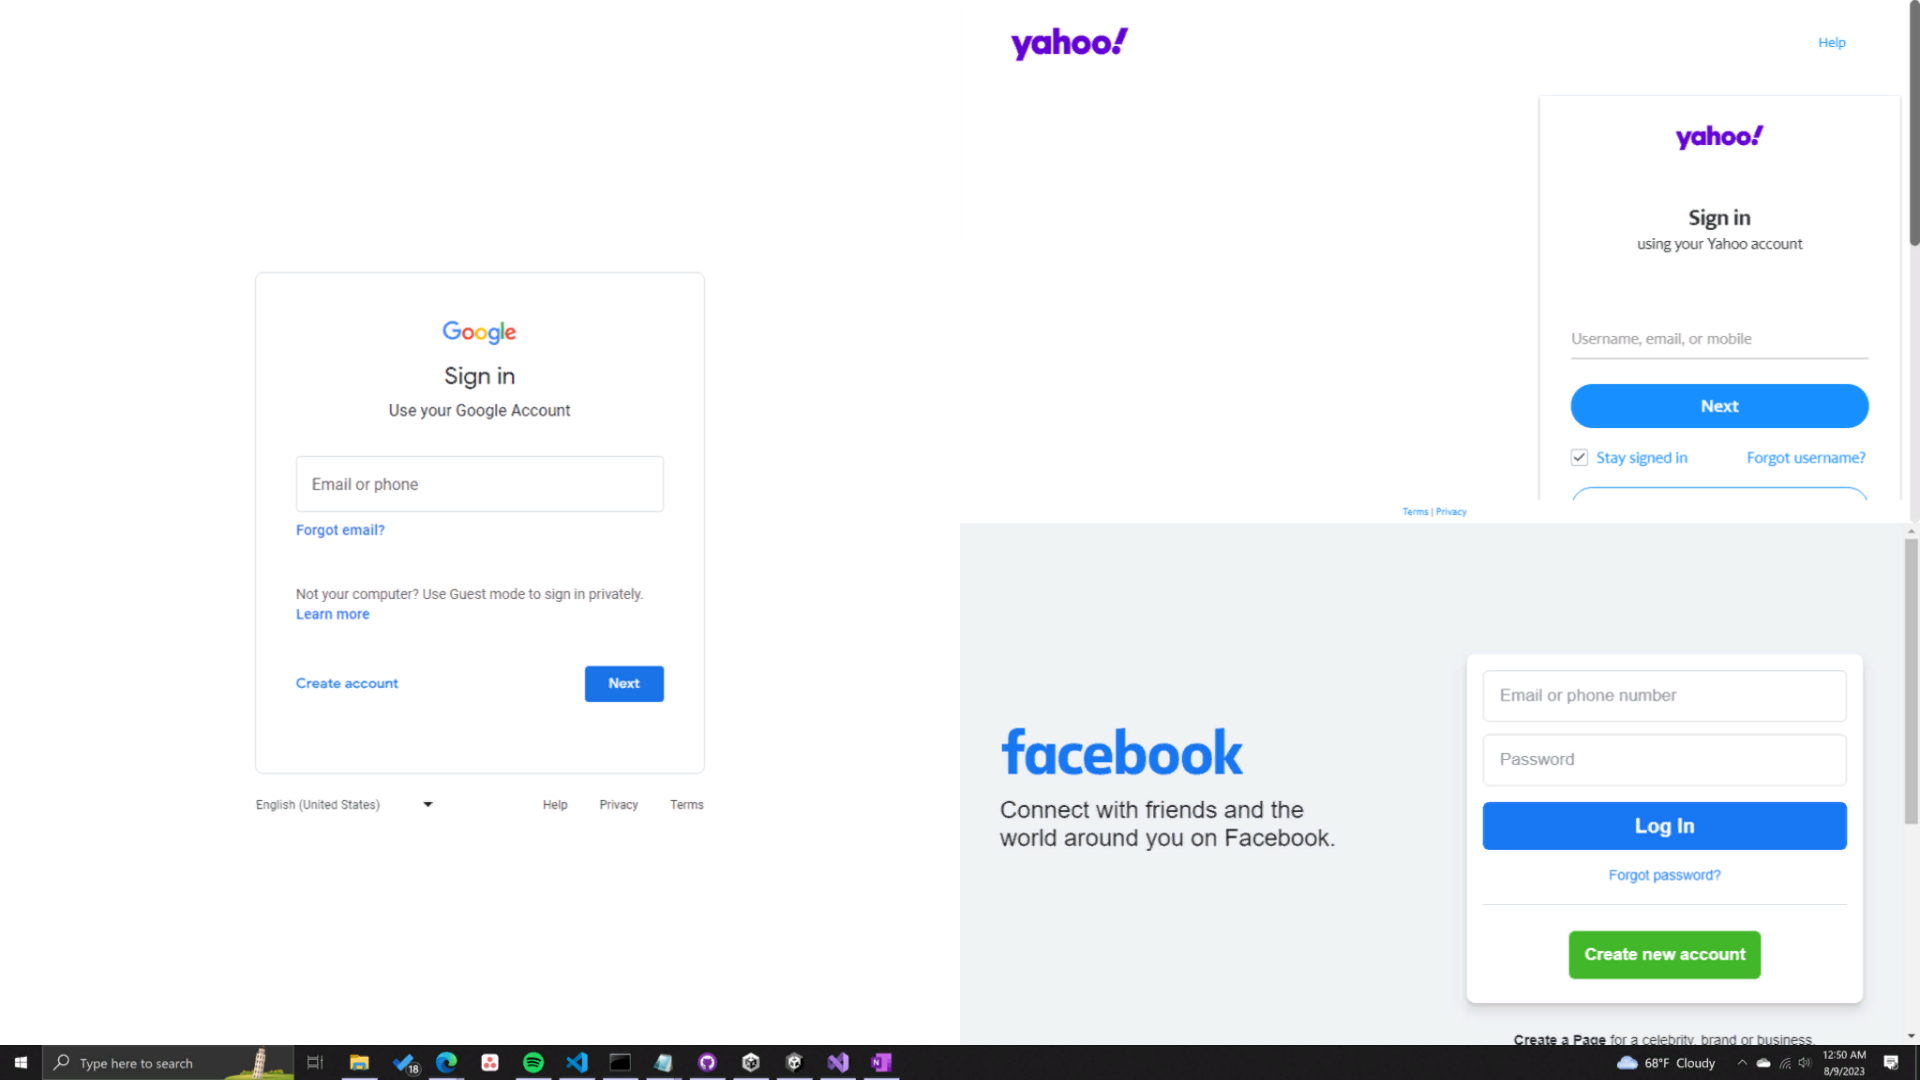 Google
Sign in
Use your Google Account
Email or phone
Forgot email?
Not your computer? Use Guest mode to sign in privately.
Learn more
Create account
Next
English (United States)
Help
Privacy
Terms
yahoo!
Help
yahoo!
Sign in
using your Yahoo account
Username, email, or mobile
Next
Stay signed in
Forgot username?
Terms | Privacy
facebook
Connect with friends and the
world around you on Facebook.
Email or phone number
Password
Log In
Forgot password?
Create new account
Create a Page for a celebrity, brand or business.
Type here to search
18
N
68°F Cloudy
12:50 AM
8/9/2023